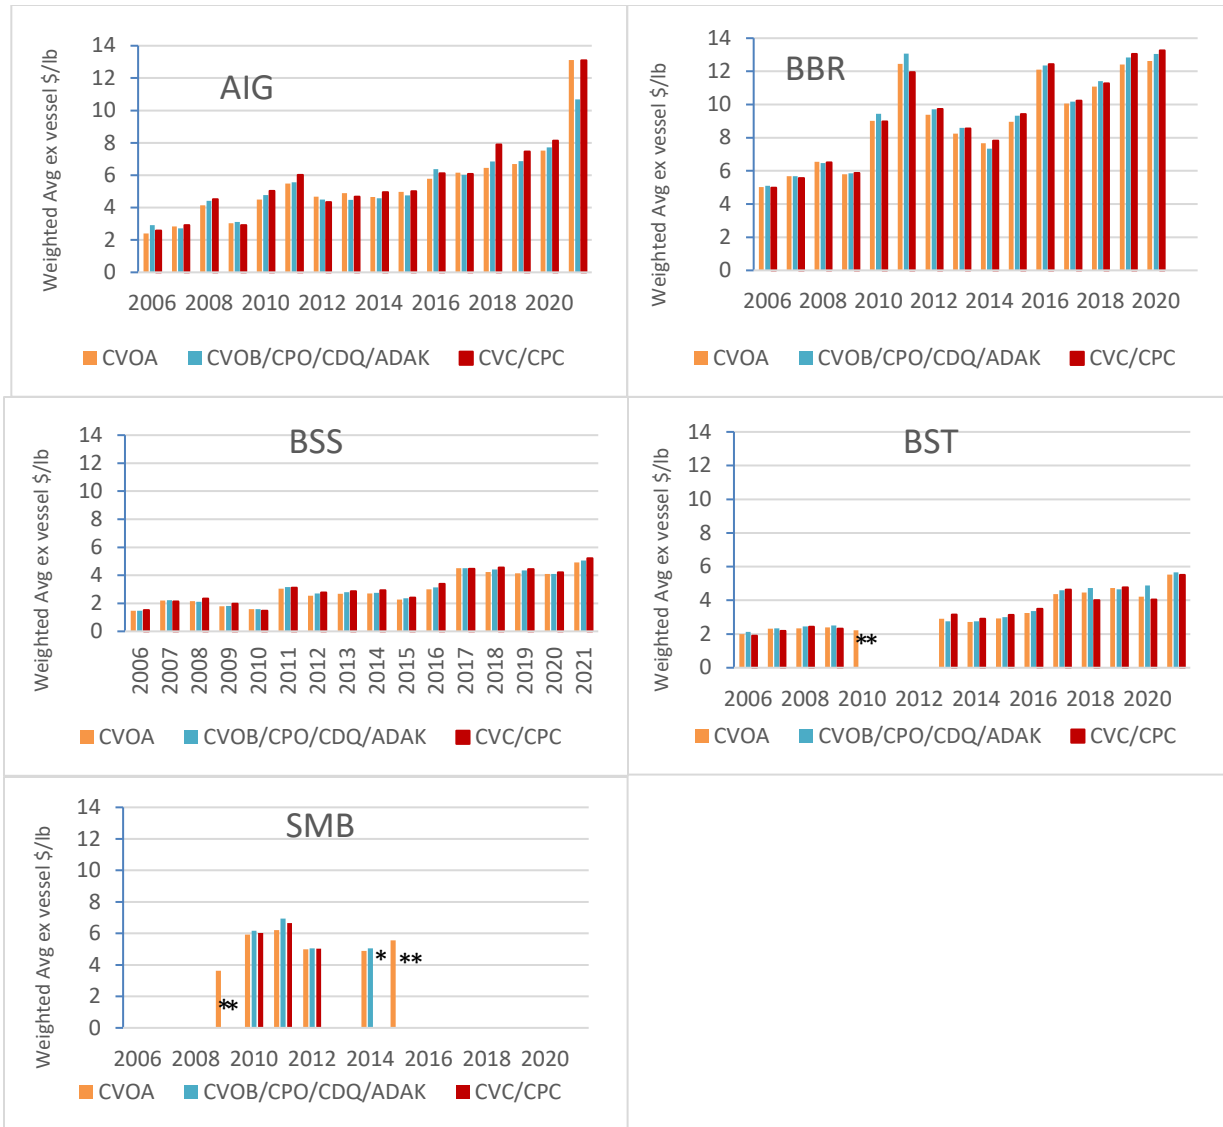 AIG
Weighted Avg ex vessel $/lb
14
12
10
8
6
4
2
0
2006 2008 2010 2012 2014 2016 2018 2020
CVOA CVOB/CPO/CDQ/ADAK CVC/CPC
BBR
Weighted Avg ex vessel $/lb
14
12
10
8
6
4
2
0
2006 2008 2010 2012 2014 2016 2018 2020
CVOA CVOB/CPO/CDQ/ADAK CVC/CPC
BSS
Weighted Avg ex vessel $/lb
14
12
10
8
6
4
2
0
2006 2007 2008 2009 2010 2011 2012 2013 2014 2015 2016 2017 2018 2019 2020 2021
CVOA CVOB/CPO/CDQ/ADAK CVC/CPC
BST
Weighted Avg ex vessel $/lb
14
12
10
8
6
4
2
0
**
2006 2008 2010 2012 2014 2016 2018 2020
CVOA CVOB/CPO/CDQ/ADAK CVC/CPC
SMB
Weighted Avg ex vessel $/lb
14
12
10
8
6
4
2
0
** * **
2006 2008 2010 2012 2014 2016 2018 2020
CVOA CVOB/CPO/CDQ/ADAK CVC/CPC